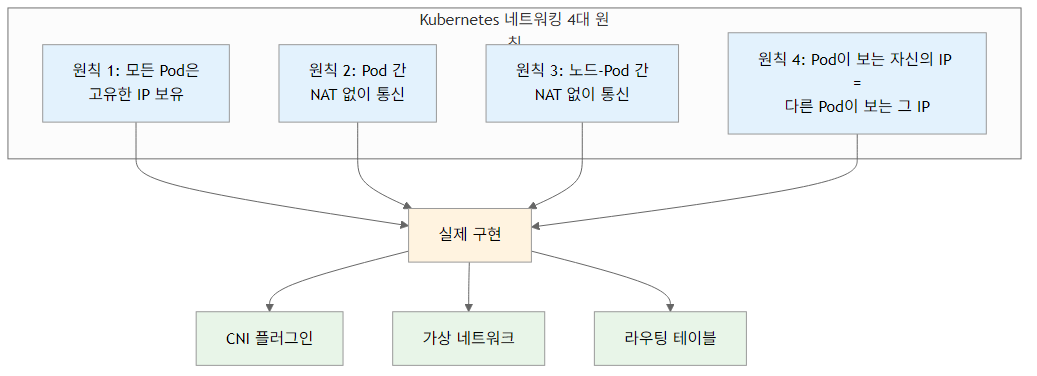 Kubernetes 네트워킹 4대 원
칙
원칙 1: 모든 Pod은
고유한 IP 보유
원칙 2: Pod 간
NAT 없이 통신
원칙 3: 노드-Pod 간
NAT 없이 통신
원칙 4: Pod이 보는 자신의 IP
=
다른 Pod이 보는 그 IP
실제 구현
CNI 플러그인
가상 네트워크
라우팅 테이블